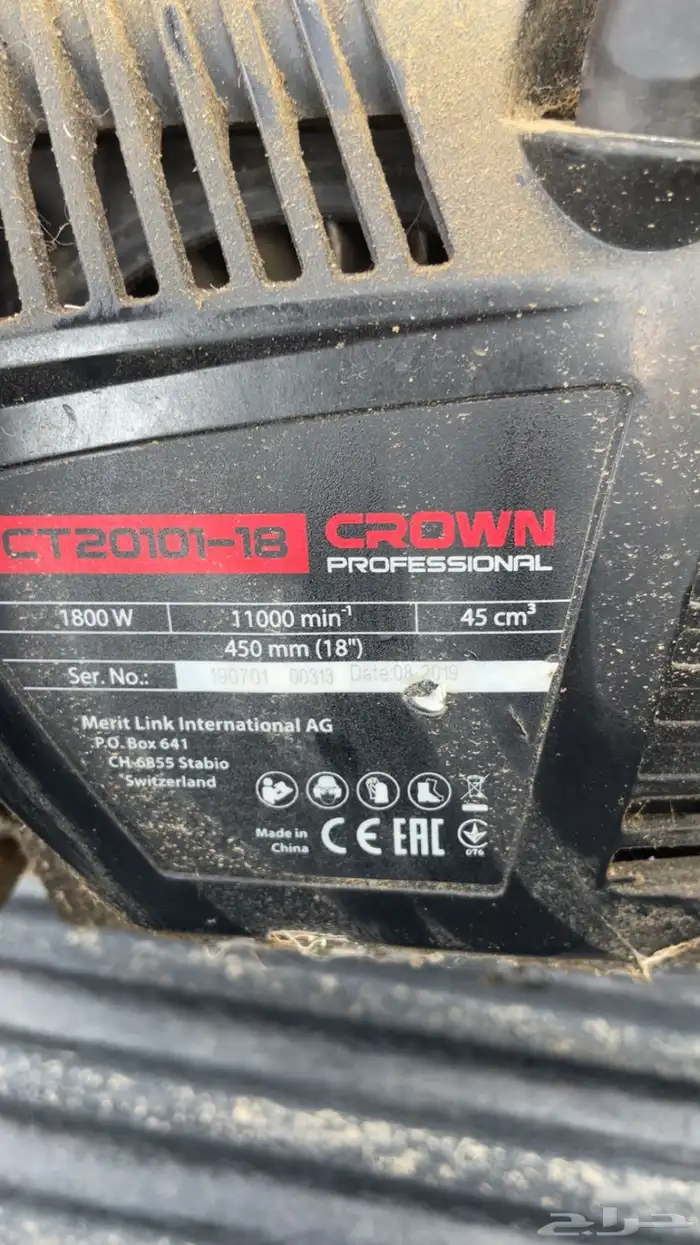 CT20101-18 CROWN
PROFESSIONAL
1800 W 11000 min⁻¹ 45 cm³
450 mm (18")
Ser. No.: 190701 00313 Date:08 2019
Merit Link International AG
P.O. Box 641
CH-6855 Stabio
Switzerland
Made in
China
CE EAC
076
حراج